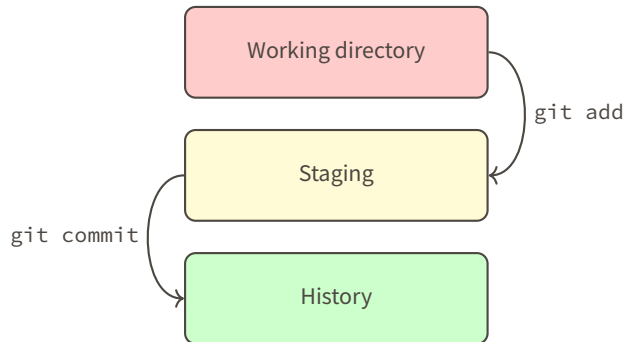 Working directory
git add
Staging
git commit
History